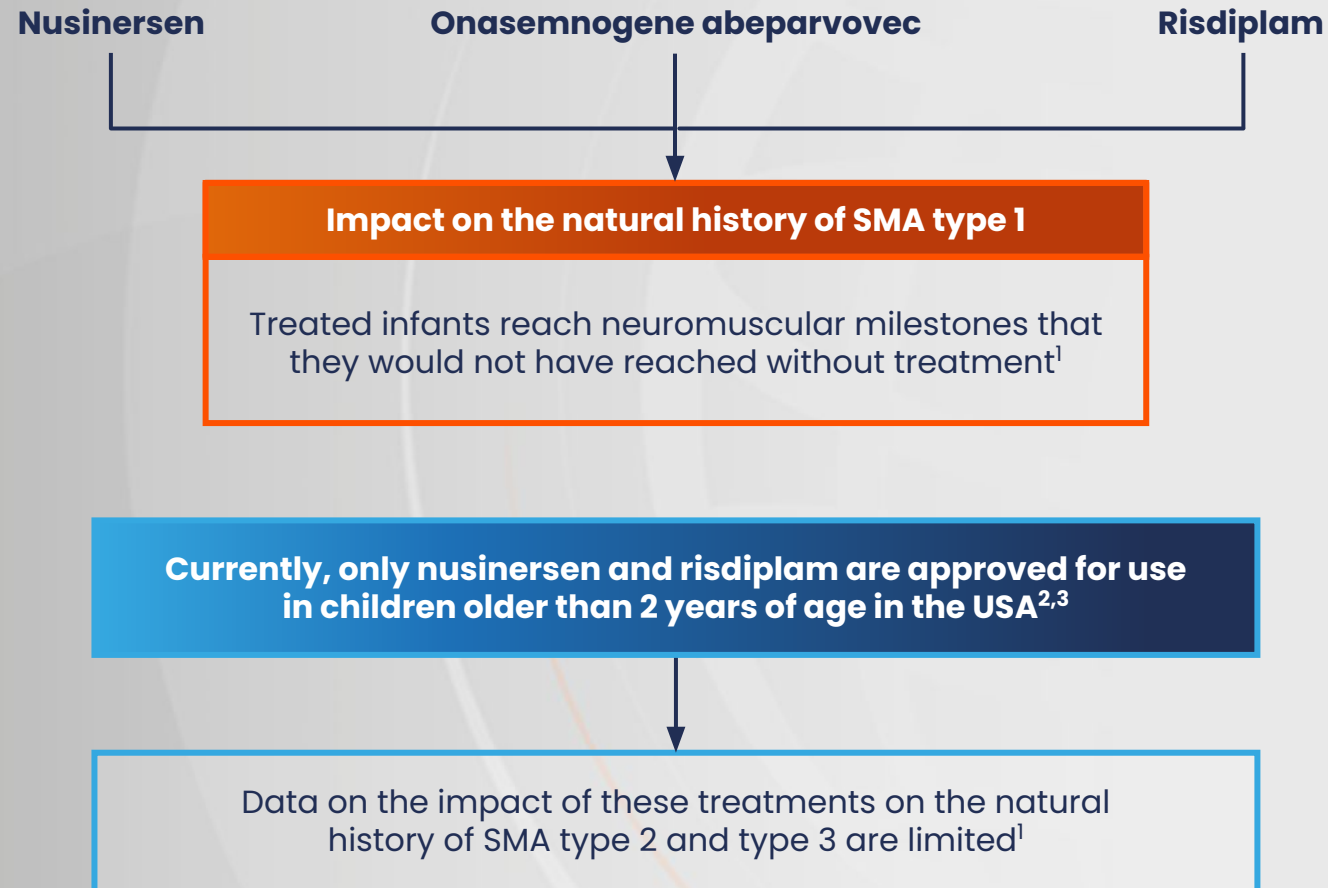 Nusinersen Onasemnogene abeparvovec Risdiplam
Impact on the natural history of SMA type 1
Treated infants reach neuromuscular milestones that
they would not have reached without treatment¹
Currently, only nusinersen and risdiplam are approved for use
in children older than 2 years of age in the USA²,³
Data on the impact of these treatments on the natural
history of SMA type 2 and type 3 are limited¹